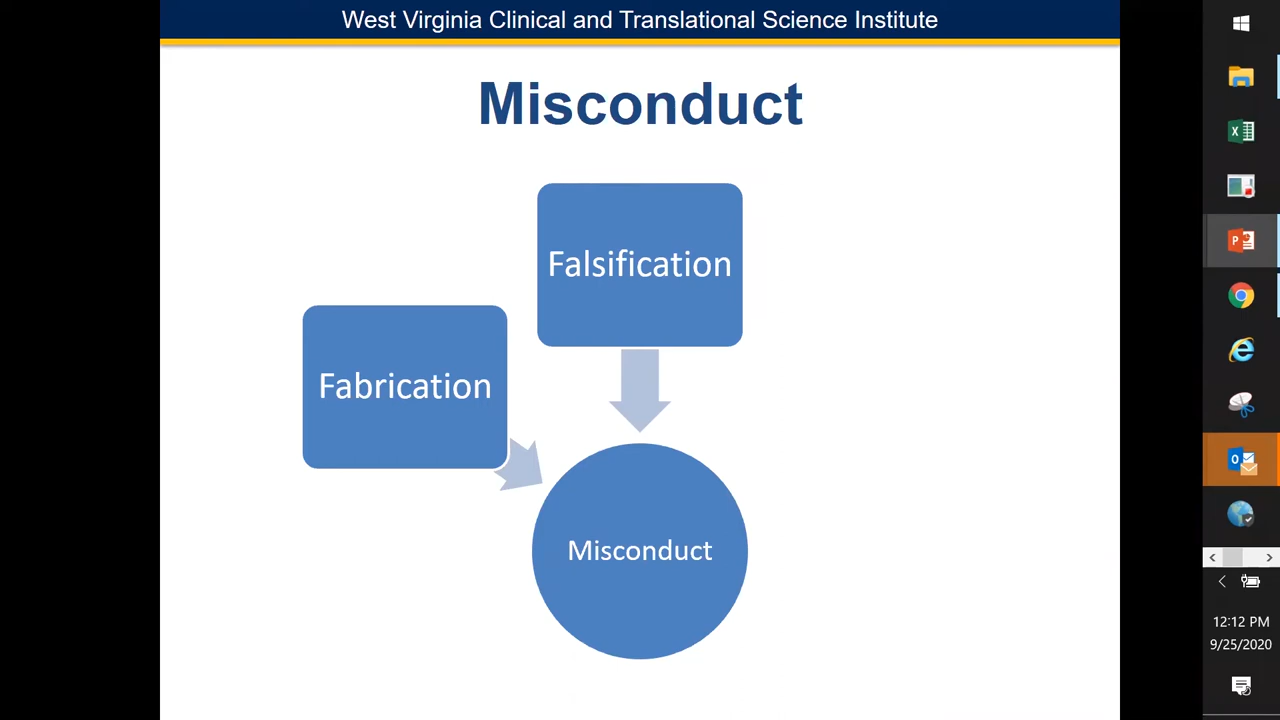 West Virginia Clinical and Translational Science Institute
Misconduct
Falsification
Fabrication
Misconduct
12:12 PM
9/25/2020